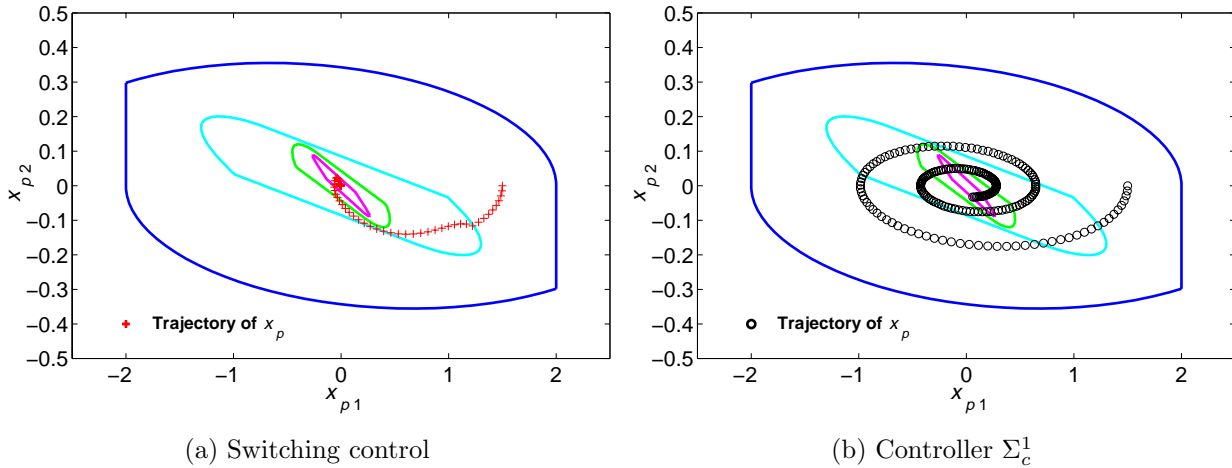 0.5
0.4
0.3
0.2
0.1
0
−0.1
−0.2
−0.3
−0.4
−0.5
x p 2
−2 −1 0 1 2
x p 1
Trajectory of x p
(a) Switching control
0.5
0.4
0.3
0.2
0.1
0
−0.1
−0.2
−0.3
−0.4
−0.5
x p 2
−2 −1 0 1 2
x p 1
Trajectory of x p
(b) Controller Σ_c^1